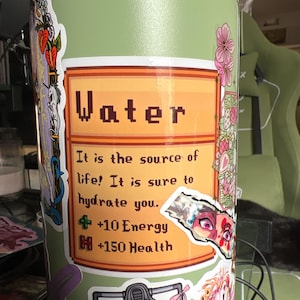 Water
It is the source of
life! It is sure to
hydrate you.
+10 Energy
+150 Health